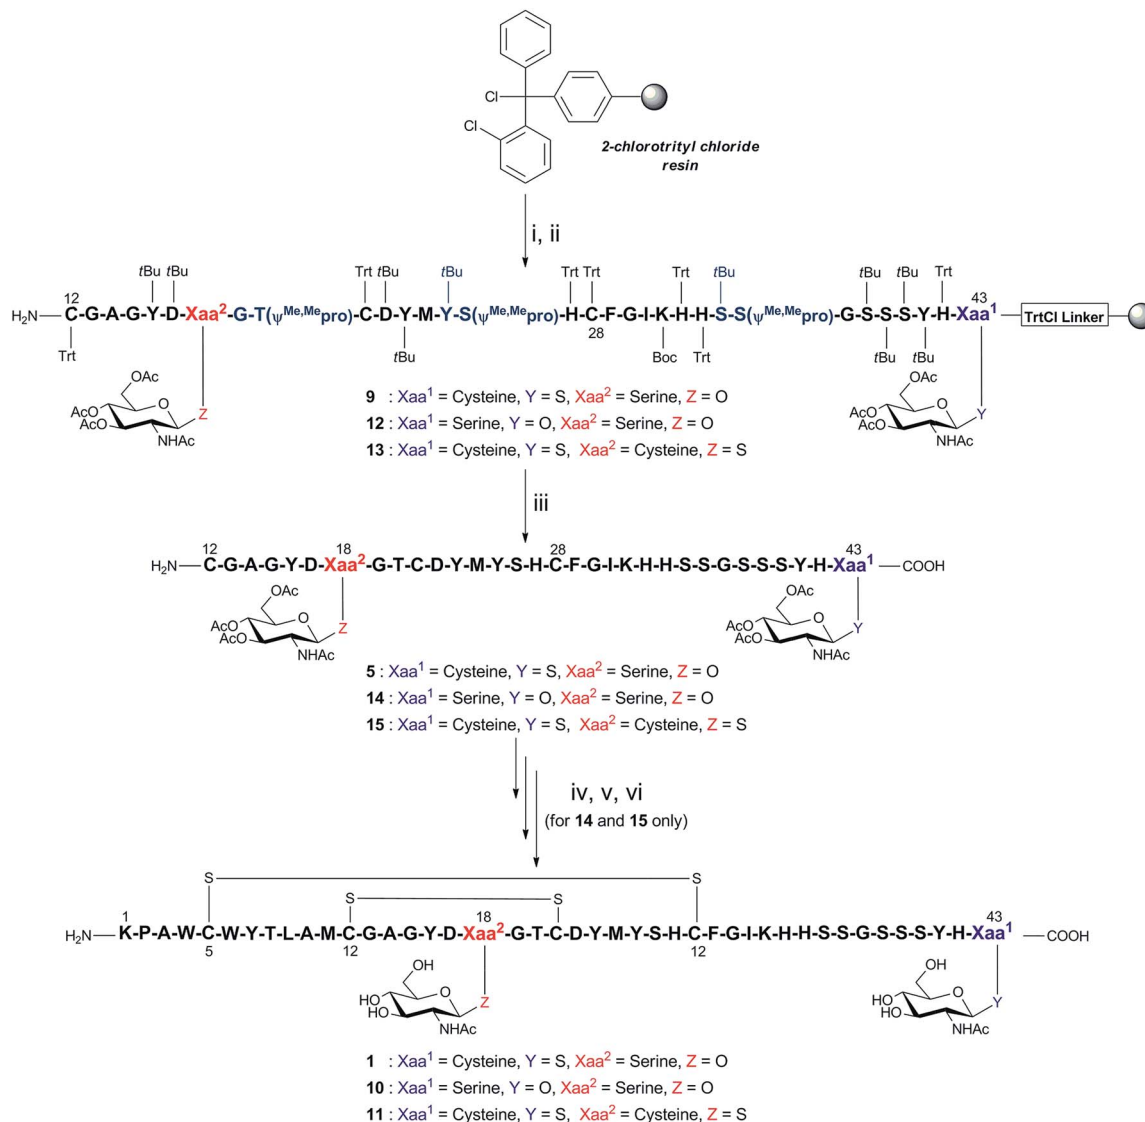 Cl
Cl
2-chlorotrityl chloride
resin
i, ii
tBu tBu Trt tBu tBu Trt Trt Trt tBu tBu tBu Trt
12 43
H2N—C-G-A-G-Y-D-Xaa²-G-T(ψMe,Mepro)-C-D-Y-M-Y-S(ψMe,Mepro)-H-C-F-G-I-K-H-H-S-S(ψMe,Mepro)-G-S-S-S-Y-H-Xaa¹—TrtCl Linker
28
Trt tBu Boc Trt tBu tBu
OAc OAc
AcO O Z AcO O Y
AcO AcO
NHAc NHAc
9 : Xaa¹ = Cysteine, Y = S, Xaa² = Serine, Z = O
12 : Xaa¹ = Serine, Y = O, Xaa² = Serine, Z = O
13 : Xaa¹ = Cysteine, Y = S, Xaa² = Cysteine, Z = S
iii
12 18 28 43
H2N—C-G-A-G-Y-D-Xaa²-G-T-C-D-Y-M-Y-S-H-C-F-G-I-K-H-H-S-S-G-S-S-S-Y-H-Xaa¹—COOH
OAc OAc
AcO O Z AcO O Y
AcO AcO
NHAc NHAc
5 : Xaa¹ = Cysteine, Y = S, Xaa² = Serine, Z = O
14 : Xaa¹ = Serine, Y = O, Xaa² = Serine, Z = O
15 : Xaa¹ = Cysteine, Y = S, Xaa² = Cysteine, Z = S
iv, v, vi
(for 14 and 15 only)
S S
S S
1 18 43
H2N—K-P-A-W-C-W-Y-T-L-A-M-C-G-A-G-Y-D-Xaa²-G-T-C-D-Y-M-Y-S-H-C-F-G-I-K-H-H-S-S-G-S-S-S-Y-H-Xaa¹—COOH
5 12 12
OH OH
HO O Z HO O Y
HO HO
NHAc NHAc
1 : Xaa¹ = Cysteine, Y = S, Xaa² = Serine, Z = O
10 : Xaa¹ = Serine, Y = O, Xaa² = Serine, Z = O
11 : Xaa¹ = Cysteine, Y = S, Xaa² = Cysteine, Z = S